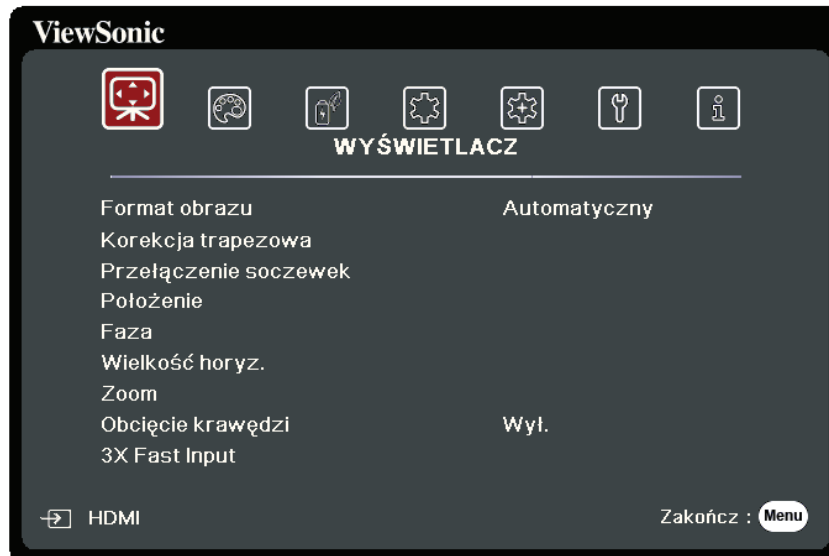 ViewSonic
WYŚWIETLACZ
Format obrazu Automatyczny
Korekcja trapezowa
Przełączenie soczewek
Położenie
Faza
Wielkość horyz.
Zoom
Obcięcie krawędzi Wył.
3X Fast Input
HDMI Zakończ : Menu